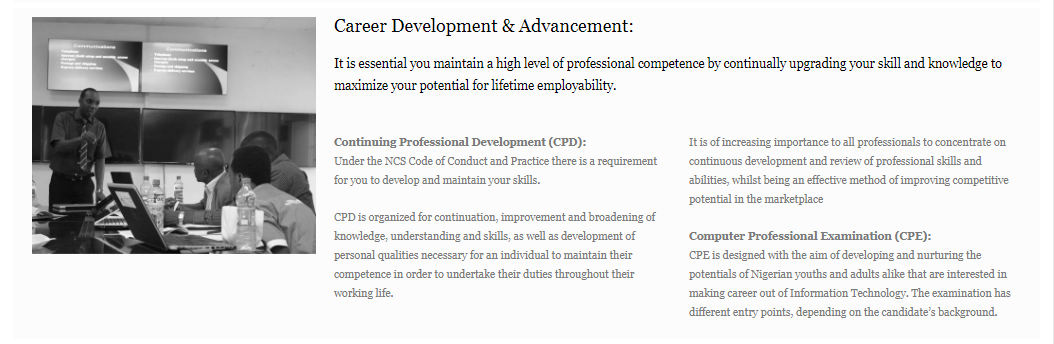 Communications
Communications
Career Development & Advancement:
It is essential you maintain a high level of professional competence by continually upgrading your skill and knowledge to
maximize your potential for lifetime employability.
Continuing Professional Development (CPD):
Under the NCS Code of Conduct and Practice there is a requirement
for you to develop and maintain your skills.
CPD is organized for continuation, improvement and broadening of
knowledge, understanding and skills, as well as development of
personal qualities necessary for an individual to maintain their
competence in order to undertake their duties throughout their
working life.
It is of increasing importance to all professionals to concentrate on
continuous development and review of professional skills and
abilities, whilst being an effective method of improving competitive
potential in the marketplace
Computer Professional Examination (CPE):
CPE is designed with the aim of developing and nurturing the
potentials of Nigerian youths and adults alike that are interested in
making career out of Information Technology. The examination has
different entry points, depending on the candidate's background.